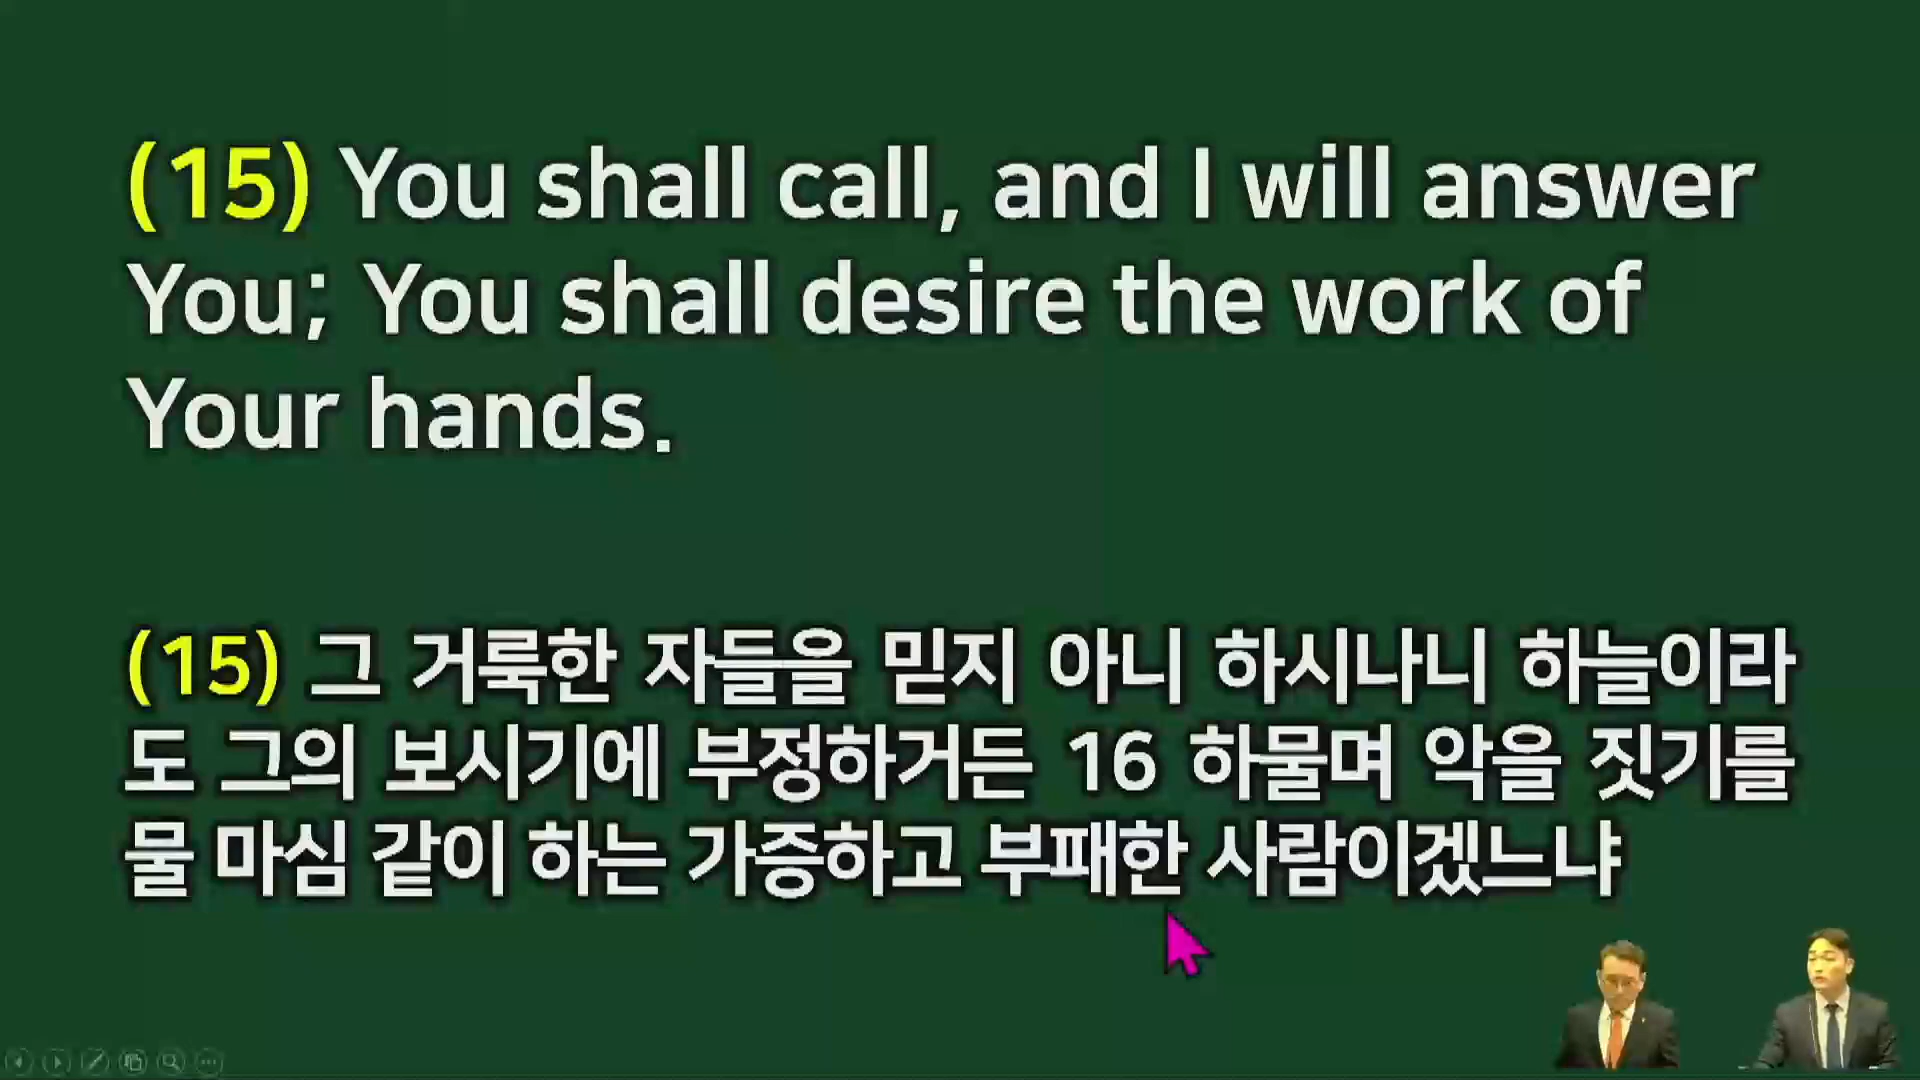 (15) You shall call, and I will answer
You; You shall desire the work of
Your hands.
(15) 그 거룩한 자들을 믿지 아니 하시나니 하늘이라
도 그의 보시기에 부정하거든 16 하물며 악을 짓기를
물 마심 같이 하는 가증하고 부패한 사람이겠느냐